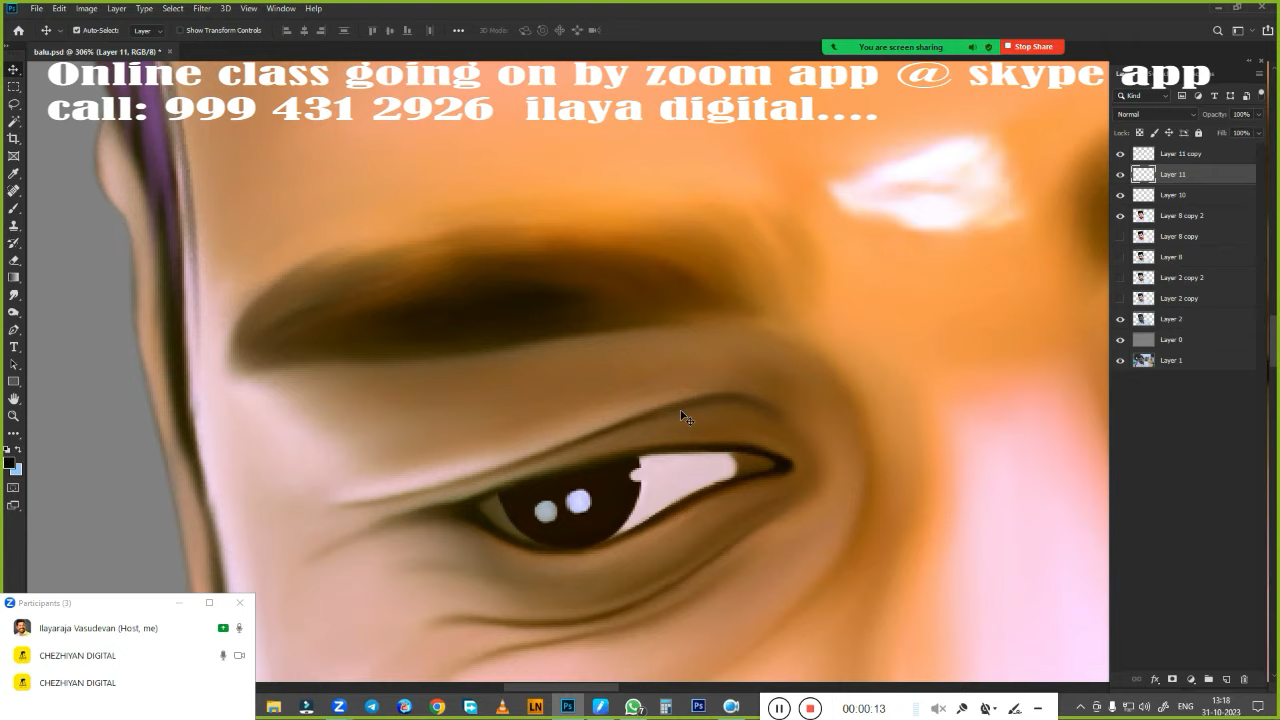 File Edit Image Layer Type Select Filter 3D View Window Help
Auto-Select: Layer Show Transform Controls 3D Mode:
You are screen sharing Stop Share
balu.psd @ 306% (Layer 11, RGB/8) *
Online class going on by zoom app @ skype app
call: 999 431 2926 ilaya digital....
Kind
Normal Opacity: 100%
Lock: Fill: 100%
Layer 11 copy
Layer 11
Layer 10
Layer 8 copy 2
Layer 8 copy
Layer 8
Layer 2 copy 2
Layer 2 copy
Layer 2
Layer 0
Layer 1
Participants (3)
Ilayaraja Vasudevan (Host, me)
CHEZHIYAN DIGITAL
CHEZHIYAN DIGITAL
00:00:13
ENG
13:18
31-10-2023